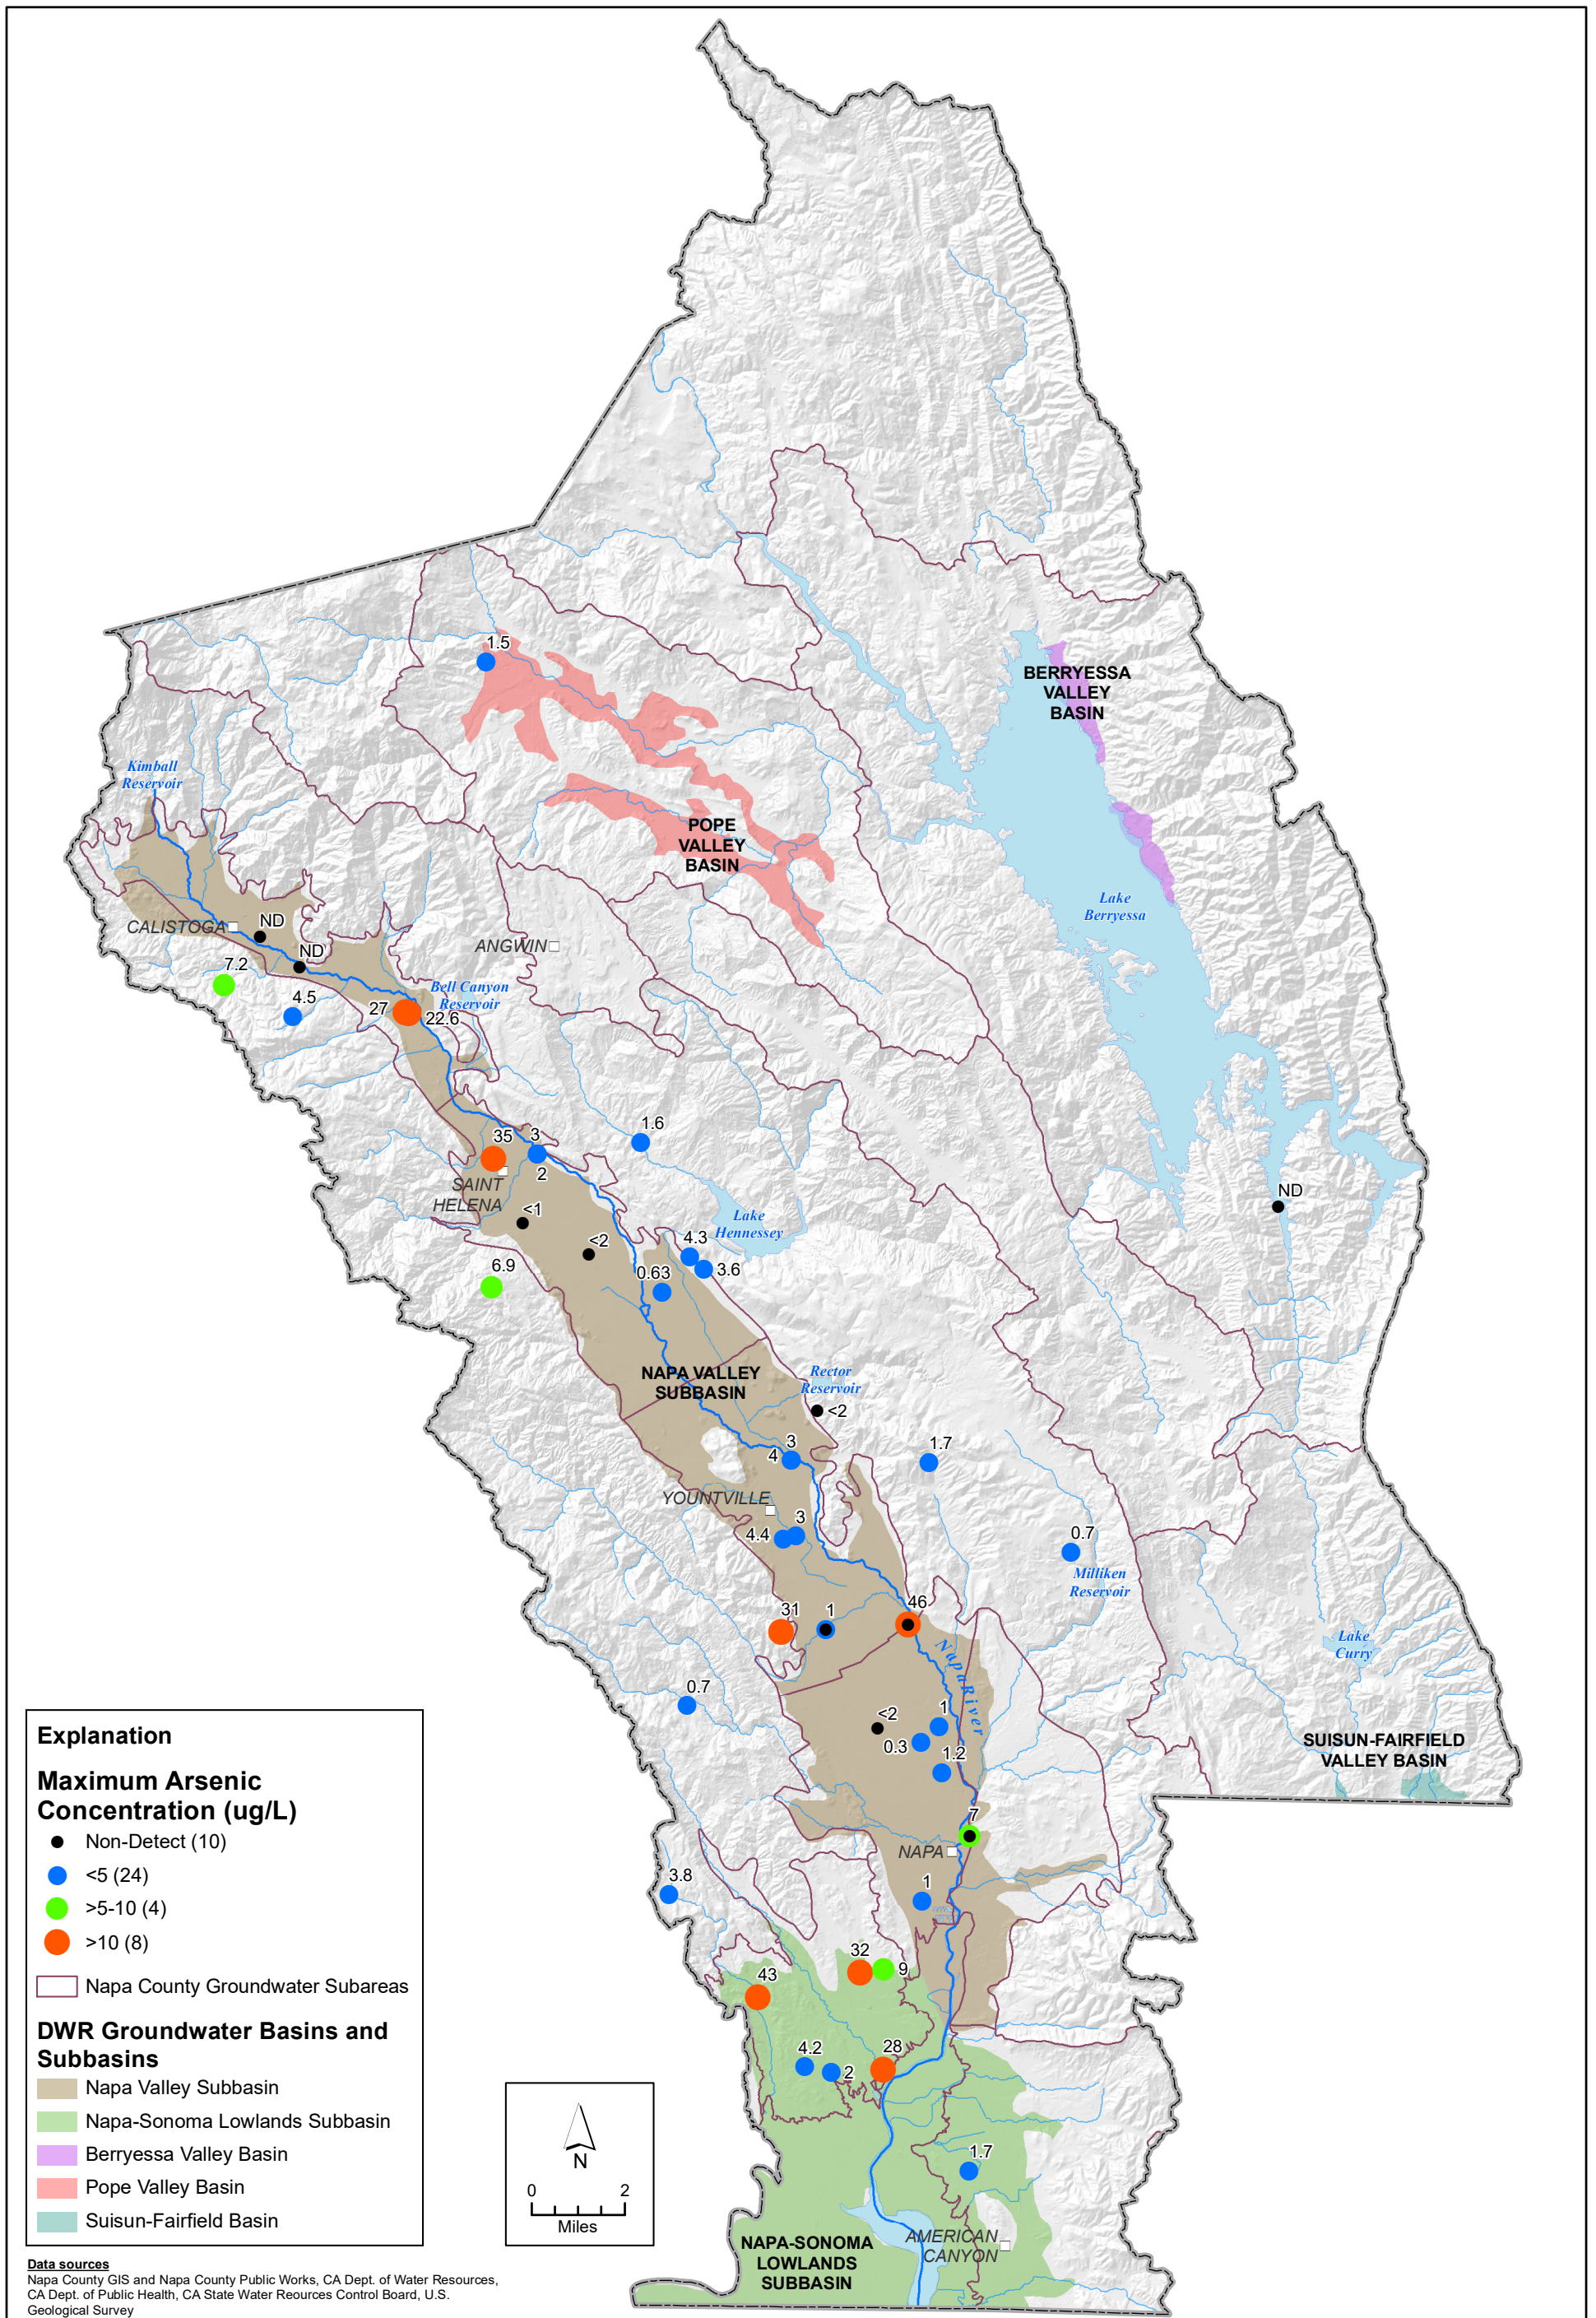 1.5
BERRYESSA
VALLEY
BASIN
Kimball
Reservoir
POPE
VALLEY
BASIN
Lake
Berryessa
CALISTOGA
ND
ANGWIN
ND
7.2
Bell Canyon
Reservoir
4.5
27
22.6
1.6
35
3
2
SAINT
HELENA
ND
<1
Lake
Hennessey
<2
4.3
3.6
6.9
0.63
NAPA VALLEY
SUBBASIN
Rector
Reservoir
<2
3
4
1.7
YOUNTVILLE
3
4.4
0.7
Milliken
Reservoir
31
1
46
Napa River
Lake
Curry
0.7
<2
1
0.3
1.2
SUISUN-FAIRFIELD
VALLEY BASIN
7
NAPA
3.8
1
32
9
43
28
4.2
2
1.7
AMERICAN
CANYON
NAPA-SONOMA
LOWLANDS
SUBBASIN
Explanation
Maximum Arsenic
Concentration (ug/L)
Non-Detect (10)
<5 (24)
>5-10 (4)
>10 (8)
Napa County Groundwater Subareas
DWR Groundwater Basins and
Subbasins
Napa Valley Subbasin
Napa-Sonoma Lowlands Subbasin
Berryessa Valley Basin
Pope Valley Basin
Suisun-Fairfield Basin
N
0 2
Miles
Data sources
Napa County GIS and Napa County Public Works, CA Dept. of Water Resources,
CA Dept. of Public Health, CA State Water Reources Control Board, U.S.
Geological Survey